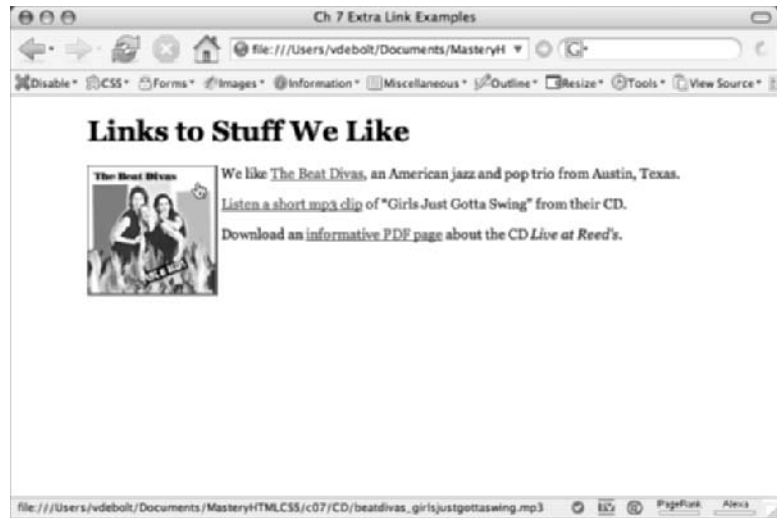 Ch 7 Extra Link Examples
file:///Users/vdebolt/Documents/MasteryH
G
Disable CSS Forms Images Information Miscellaneous Outline Resize Tools View Source
Links to Stuff We Like
The Beat Divas
We like The Beat Divas, an American jazz and pop trio from Austin, Texas.
Listen a short mp3 clip of "Girls Just Gotta Swing" from their CD.
Download an informative PDF page about the CD Live at Reed's.
file:///Users/vdebolt/Documents/MasteryHTMLCSS/c07/CD/beatdivas_girlsjustgottaswing.mp3 PageRank Alexa